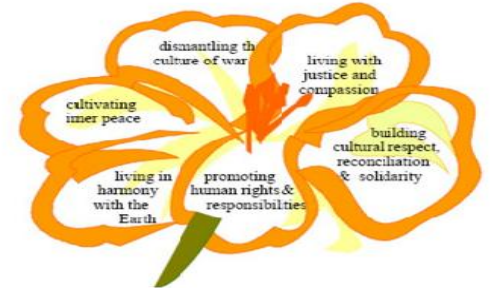 dismantling th
culture of war
living with
justice and
compassion
cultivating
inner peace
building
cultural respect,
reconciliation
& solidarity
living in
harmony
with the
Earth
promoting
human rights &
responsibilties